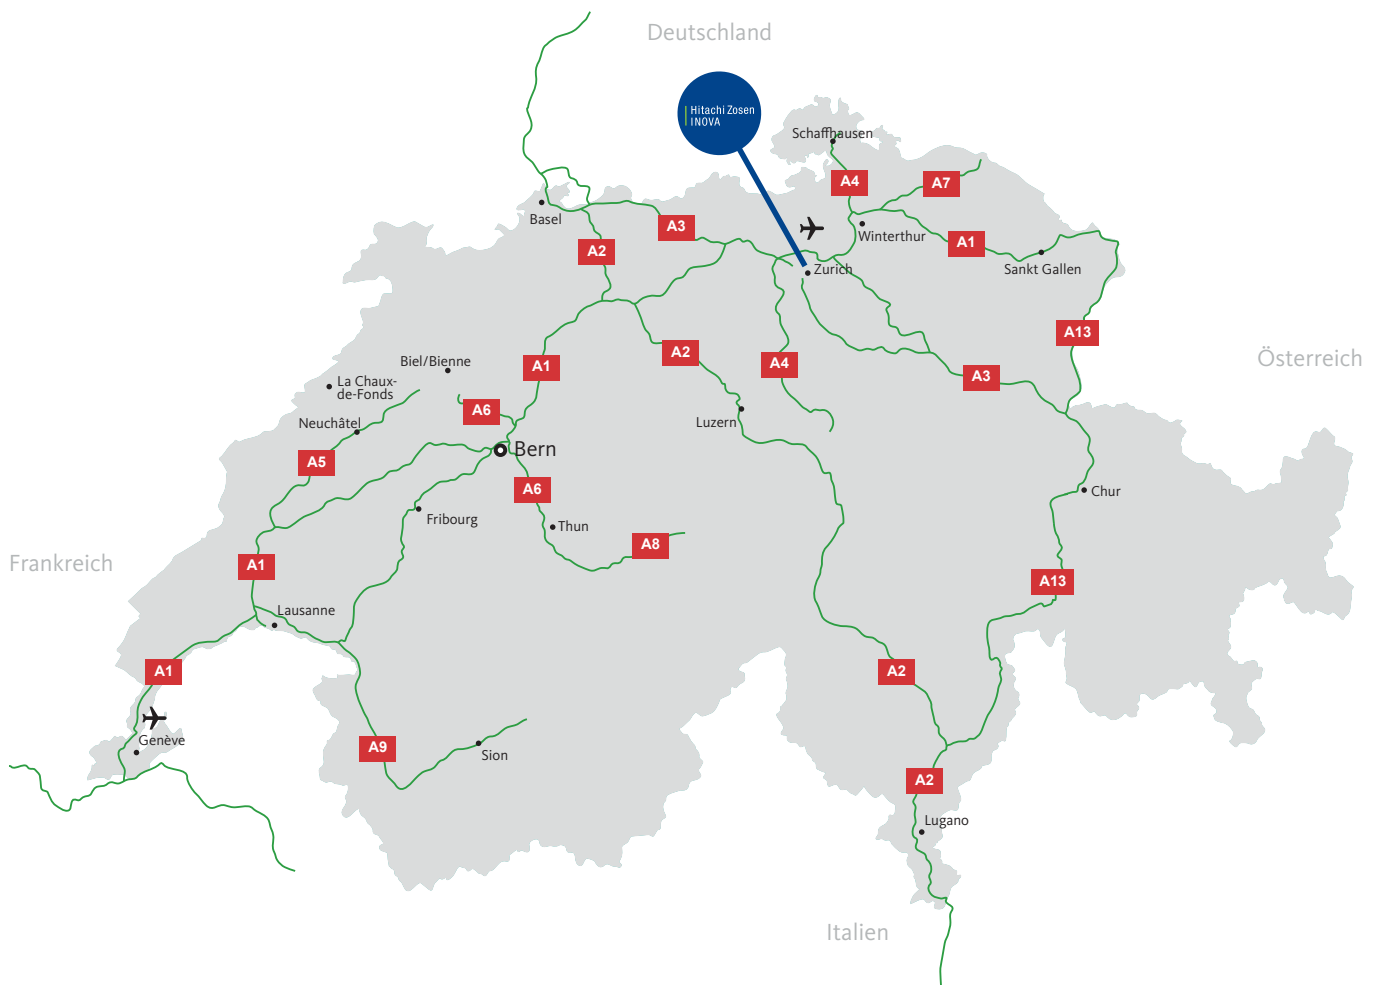 Deutschland
Hitachi Zosen
INOVA
Schaffhausen
A4
A7
Basel
A3
Winterthur
A2
A1
Zurich
Sankt Gallen
A13
Österreich
A2
Biel/Bienne
A1
A4
A3
La Chaux-
de-Fonds
A6
Neuchâtel
Luzern
Bern
A5
A6
Chur
Fribourg
Thun
A8
Frankreich
A1
A13
Lausanne
A1
A2
Genève
A9
Sion
A2
Lugano
Italien